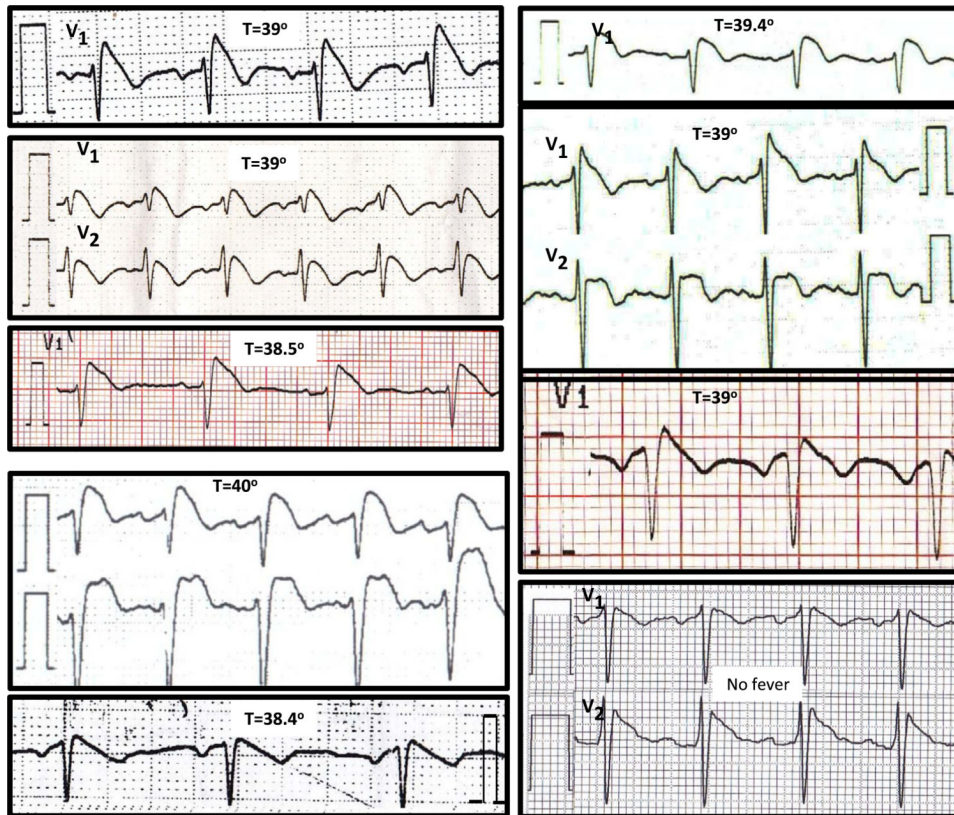 V1
T=39º
V1
T=39º
V2
V1
T=38.5º
T=40º
T=38.4º
T=39.4º
V1
T=39º
V1
V2
V1
T=39º
V1
No fever
V2